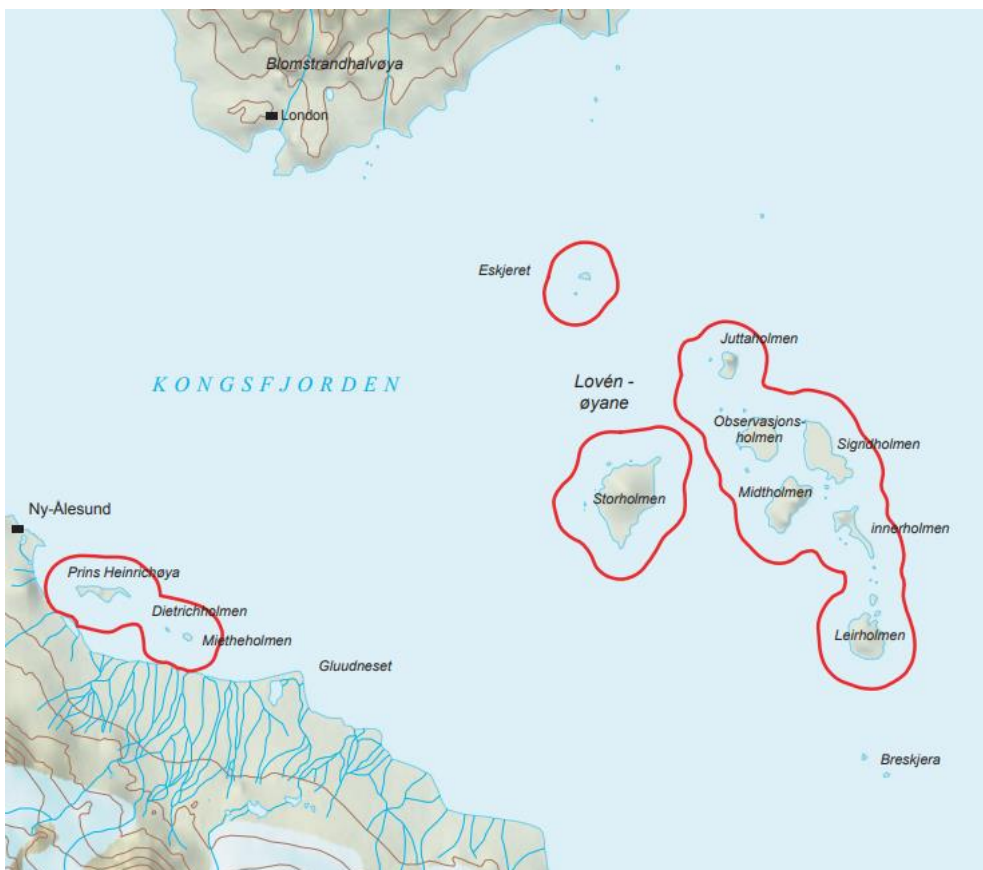 Blomstrandhalvøya
London
Eskjeret
Juttaholmen
KONGSFJORDEN
Lovén -
øyane
Observasjons-
holmen
Signdholmen
Storholmen
Midtholmen
innerholmen
Ny-Ålesund
Prins Heinrichøya
Dietrichholmen
Mietheholmen
Leirholmen
Gluudneset
Breskjera